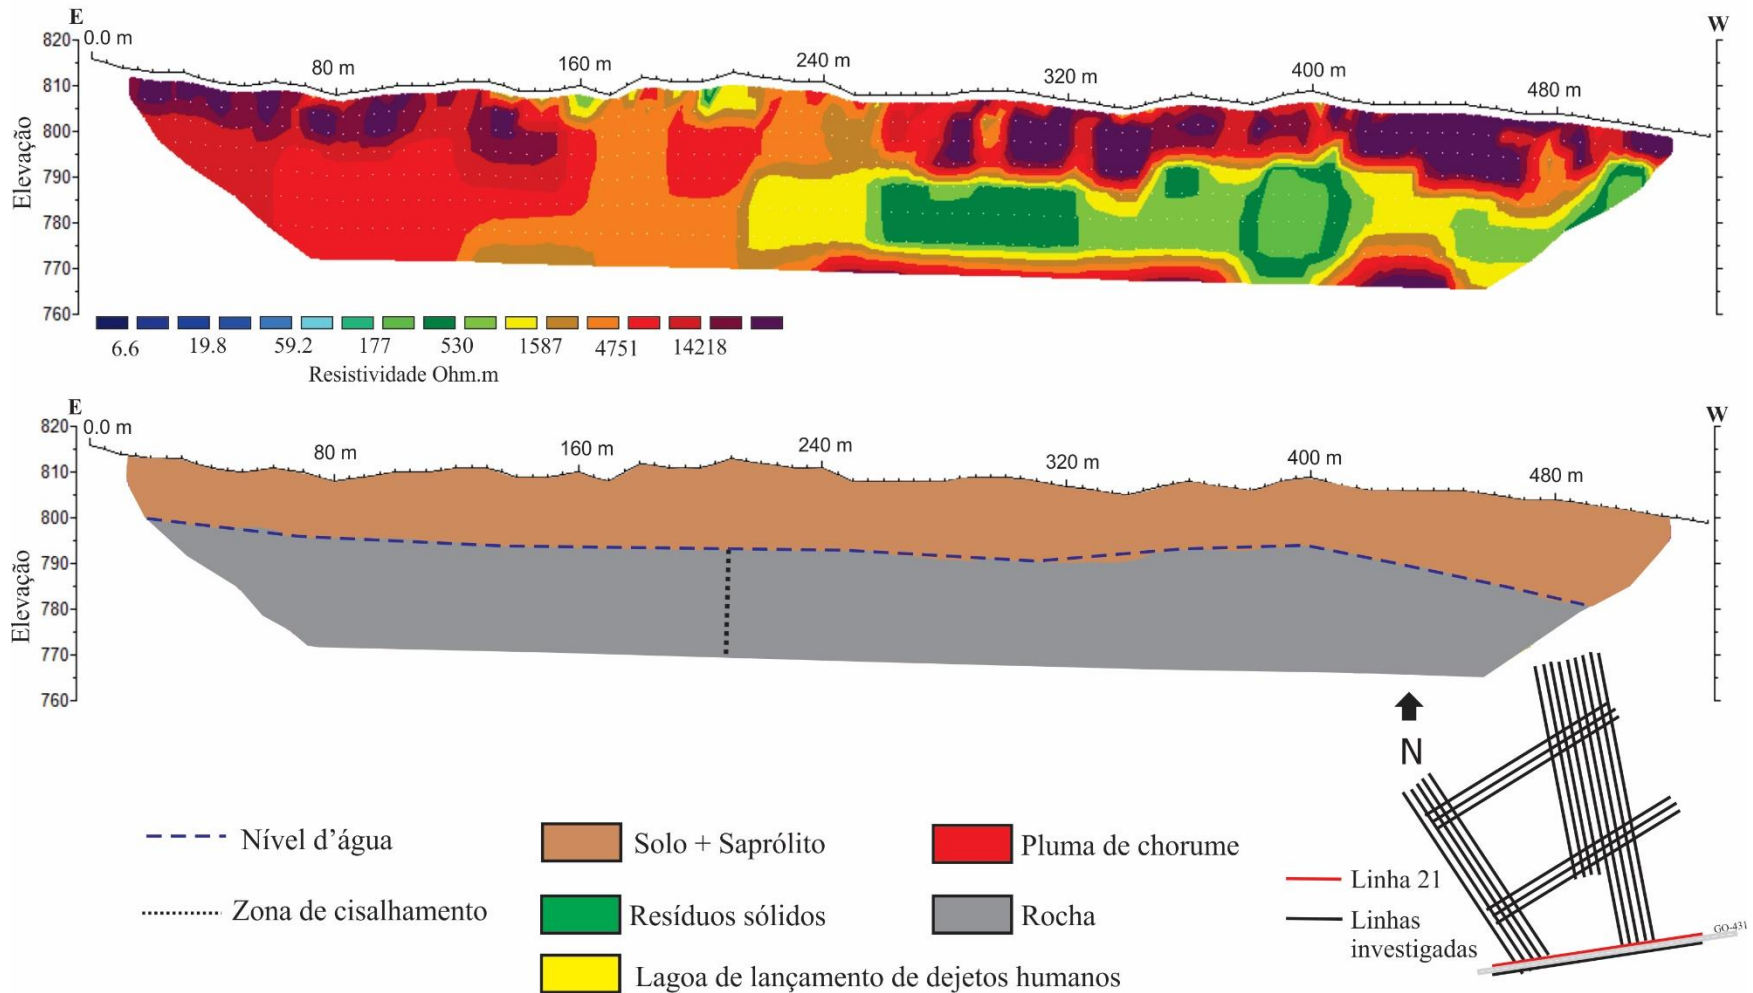 E
W
0.0 m
80 m
160 m
240 m
320 m
400 m
480 m
820
810
800
790
780
770
760
Elevação
6.6 19.8 59.2 177 530 1587 4751 14218
Resistividade Ohm.m
E
W
0.0 m
80 m
160 m
240 m
320 m
400 m
480 m
820
810
800
790
780
770
760
Elevação
N
Nível d’água
Solo + Saprólito
Pluma de chorume
Zona de cisalhamento
Resíduos sólidos
Rocha
Lagoa de lançamento de dejetos humanos
Linha 21
Linhas
investigadas
GO-431